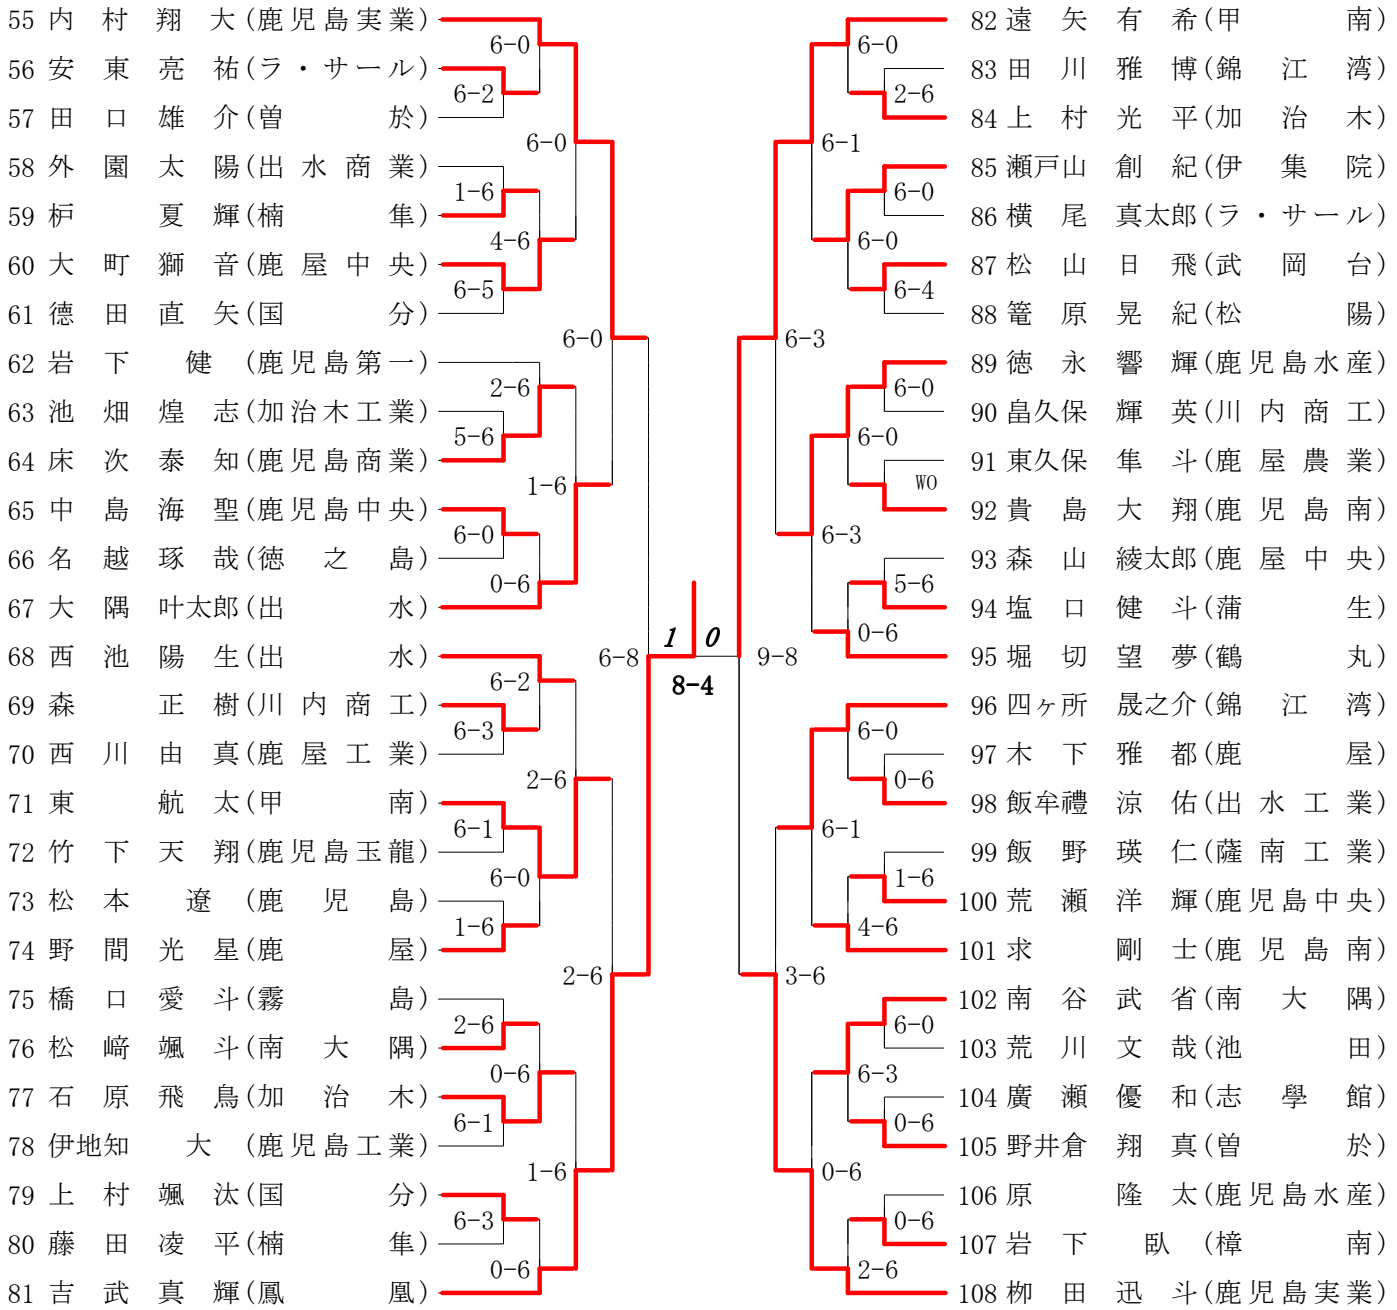 55 内村翔大(鹿児島実業)
56 安東亮祐(ラ・サール)
57 田口雄介(曽於)
58 外園太陽(出水商業)
59 枦夏輝(楠隼)
60 大町獅音(鹿屋中央)
61 德田直矢(国分)
62 岩下健(鹿児島第一)
63 池畑煌志(加治木工業)
64 床次泰知(鹿児島商業)
65 中島海聖(鹿児島中央)
66 名越琢哉(徳之島)
67 大隅叶太郎(出水)
68 西池陽生(出水)
69 森正樹(川内商工)
70 西川由真(鹿屋工業)
71 東航太(甲南)
72 竹下天翔(鹿児島玉龍)
73 松本遼(鹿児島)
74 野間光星(鹿屋)
75 橋口愛斗(霧島)
76 松﨑颯斗(南大隅)
77 石原飛鳥(加治木)
78 伊地知大(鹿児島工業)
79 上村颯汰(国分)
80 藤田凌平(楠隼)
81 吉武真輝(鳳凰)
6-0
6-2
6-0
1-6
4-6
6-5
6-0
2-6
5-6
1-6
6-0
0-6
6-8
6-2
6-3
2-6
6-1
6-0
1-6
2-6
2-6
0-6
6-1
1-6
6-3
0-6
1 0
8-4
82 遠矢有希(甲南)
83 田川雅博(錦江湾)
84 上村光平(加治木)
85 瀬戸山創紀(伊集院)
86 横尾真太郎(ラ・サール)
87 松山日飛(武岡台)
88 篭原晃紀(松陽)
89 徳永響輝(鹿児島水産)
90 畠久保輝英(川内商工)
91 東久保隼斗(鹿屋農業)
92 貴島大翔(鹿児島南)
93 森山綾太郎(鹿屋中央)
94 塩口健斗(蒲生)
95 堀切望夢(鶴丸)
96 四ヶ所晟之介(錦江湾)
97 木下雅都(鹿屋)
98 飯牟禮涼佑(出水工業)
99 飯野瑛仁(薩南工業)
100 荒瀬洋輝(鹿児島中央)
101 求剛士(鹿児島南)
102 南谷武省(南大隅)
103 荒川文哉(池田)
104 廣瀬優和(志學館)
105 野井倉翔真(曽於)
106 原隆太(鹿児島水産)
107 岩下臥(樟南)
108 栁田迅斗(鹿児島実業)
6-0
2-6
6-1
6-0
6-0
6-4
6-3
6-0
6-0
WO
6-3
5-6
0-6
9-8
6-0
0-6
6-1
1-6
4-6
3-6
6-0
6-3
0-6
0-6
0-6
2-6